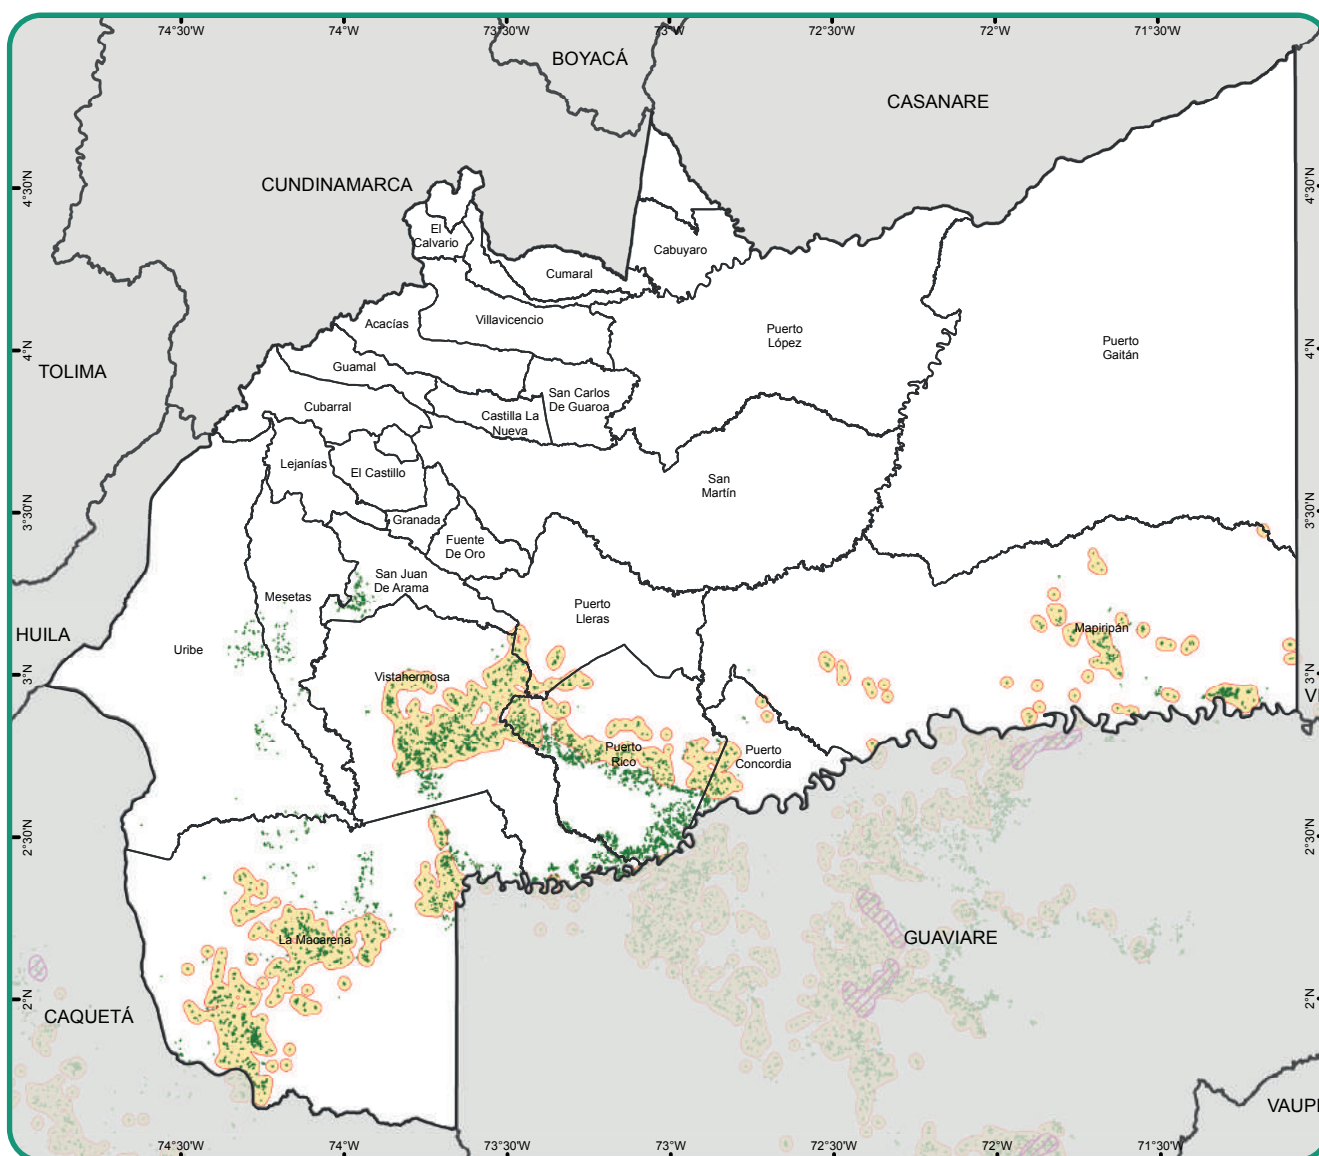 74°30'W
74°W
73°30'W
73°W
72°30'W
72°W
71°30'W
BOYACÁ
CASANARE
CUNDINAMARCA
4°30'N
4°30'N
El
Calvario
Cabuyaro
Cumaral
Acacías
Villavicencio
Puerto
López
Puerto
Gaitán
4°N
4°N
TOLIMA
Guamal
Cubarral
San Carlos
De Guaroa
Castilla La
Nueva
Lejanías
El Castillo
San
Martín
3°30'N
3°30'N
Granada
Fuente
De Oro
San Juan
De Arama
Mesetas
Puerto
Lleras
Mapiripán
HUILA
Uribe
3°N
3°N
Vistahermosa
VI
Puerto
Rico
Puerto
Concordia
2°30'N
2°30'N
La Macarena
GUAVIARE
2°N
2°N
CAQUETÁ
VAUPÉ
74°30'W
74°W
73°30'W
73°W
72°30'W
72°W
71°30'W